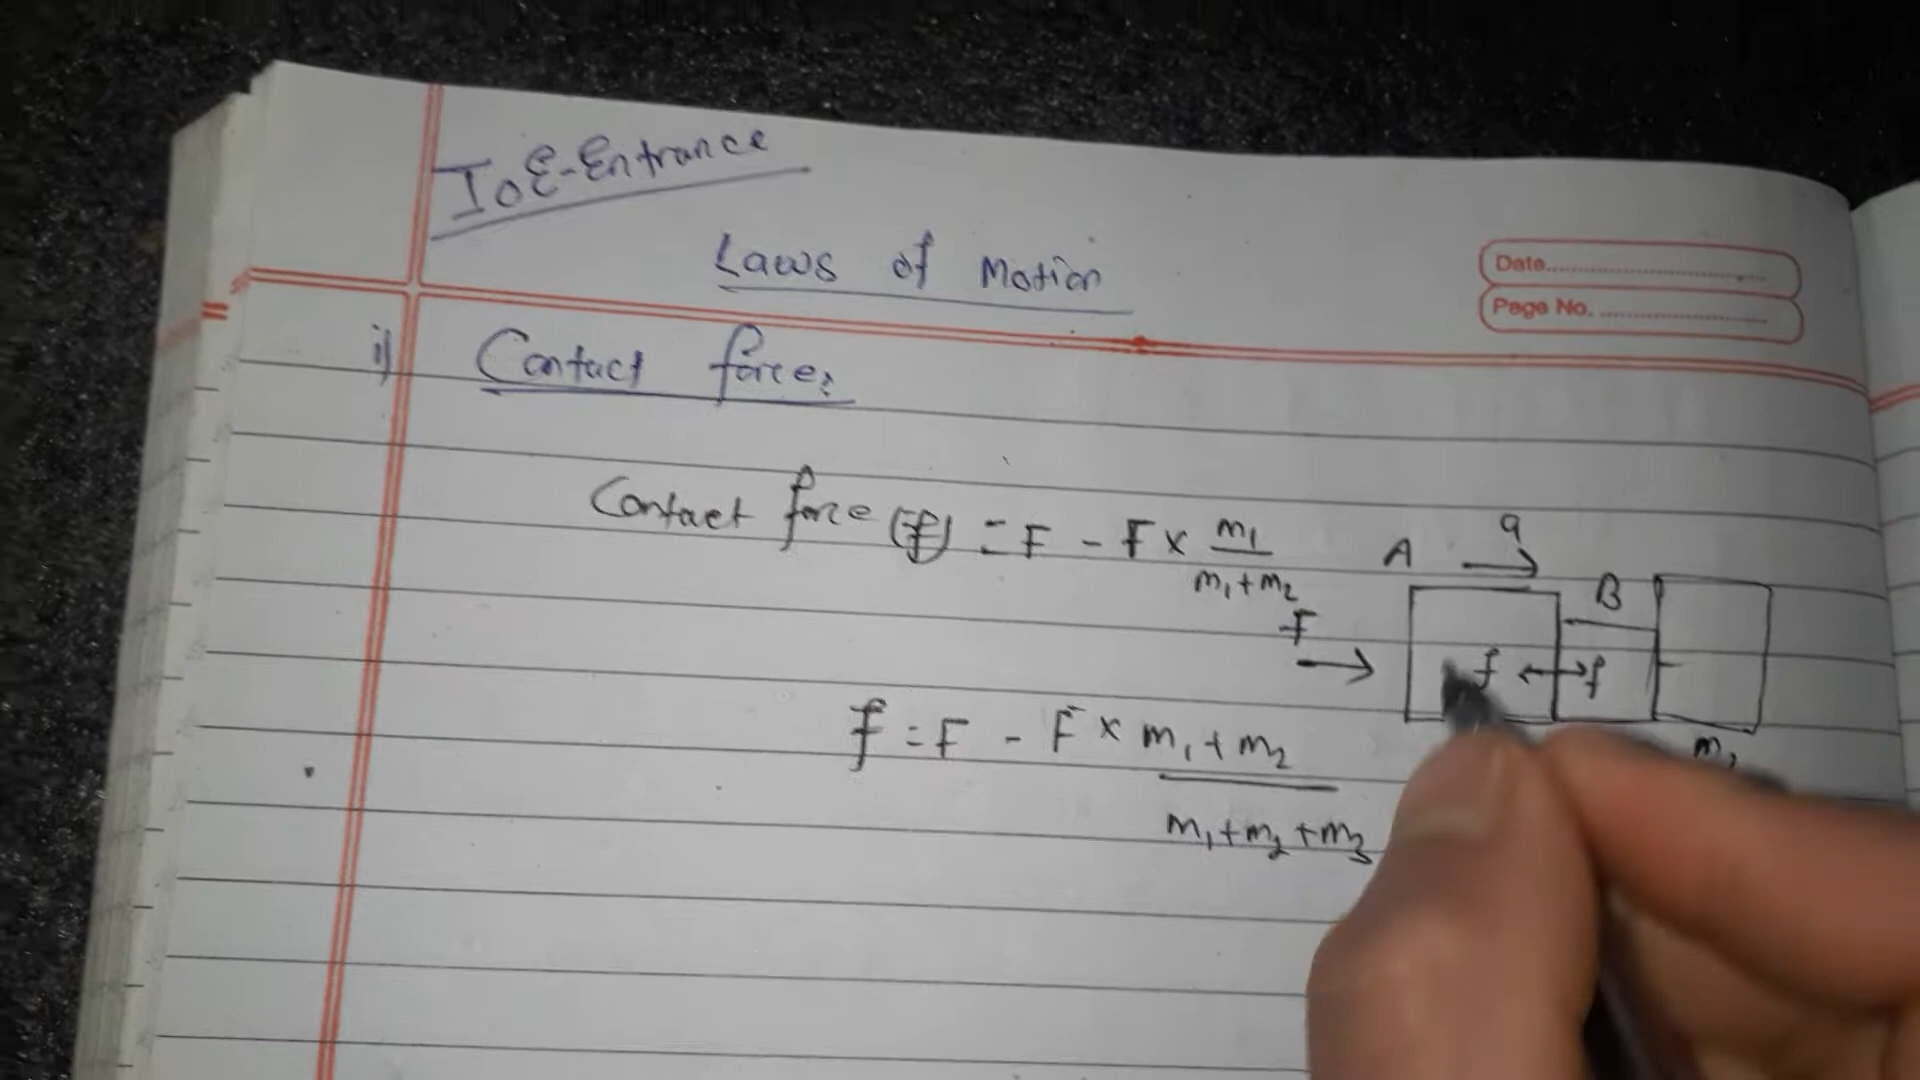 IOE-Entrance
Laws of Motion
Date
Page No.
i) Contact force:
Contact force (f) = F - F x m₁ / m₁+m₂
A a
B
F
f f
f = F - F x m₁+m₂ / m₁+m₂+m₃